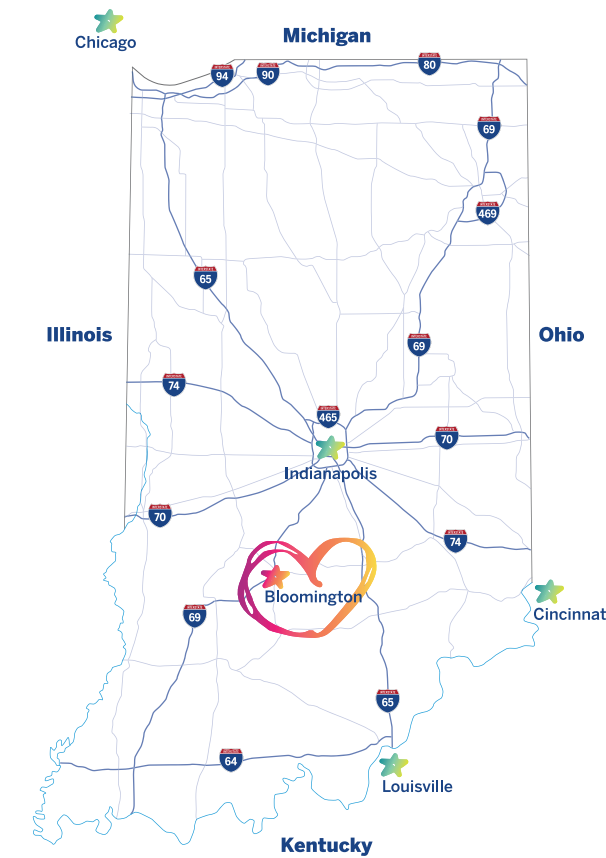 Chicago
Michigan
94
90
80
69
469
65
Illinois
Ohio
69
74
465
70
Indianapolis
70
74
Bloomington
Cincinnat
69
65
64
Louisville
Kentucky